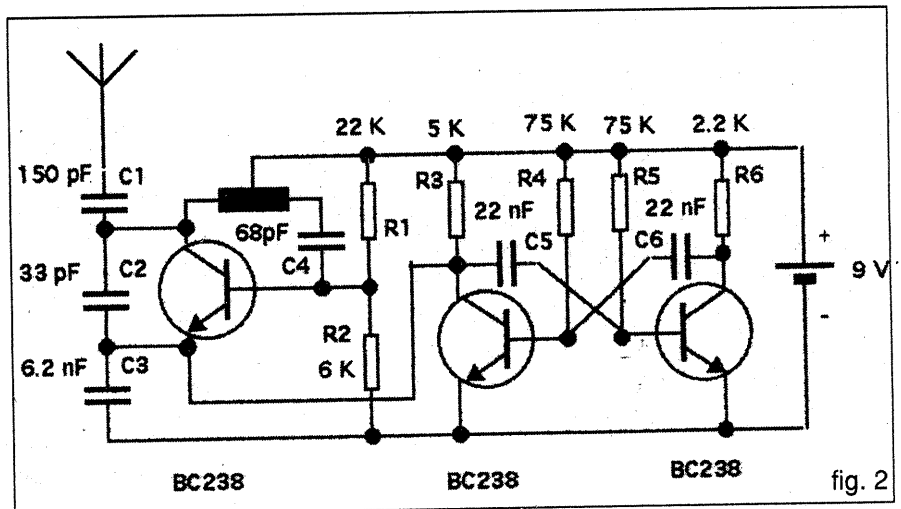 22 K
5 K
75 K
75 K
2.2 K
150 pF
C1
R3
R4
R5
R6
22 nF
22 nF
68pF
R1
C5
C6
+
33 pF
C2
C4
9 V
R2
-
6.2 nF
C3
6 K
BC238
BC238
BC238
fig. 2